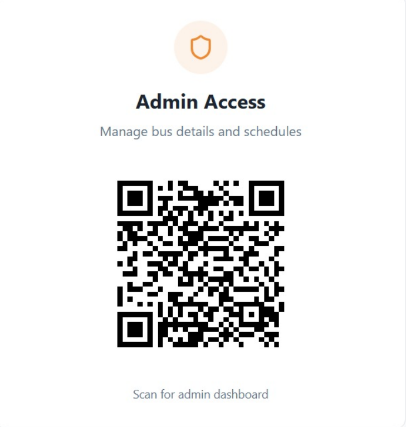 Admin Access
Manage bus details and schedules
Scan for admin dashboard